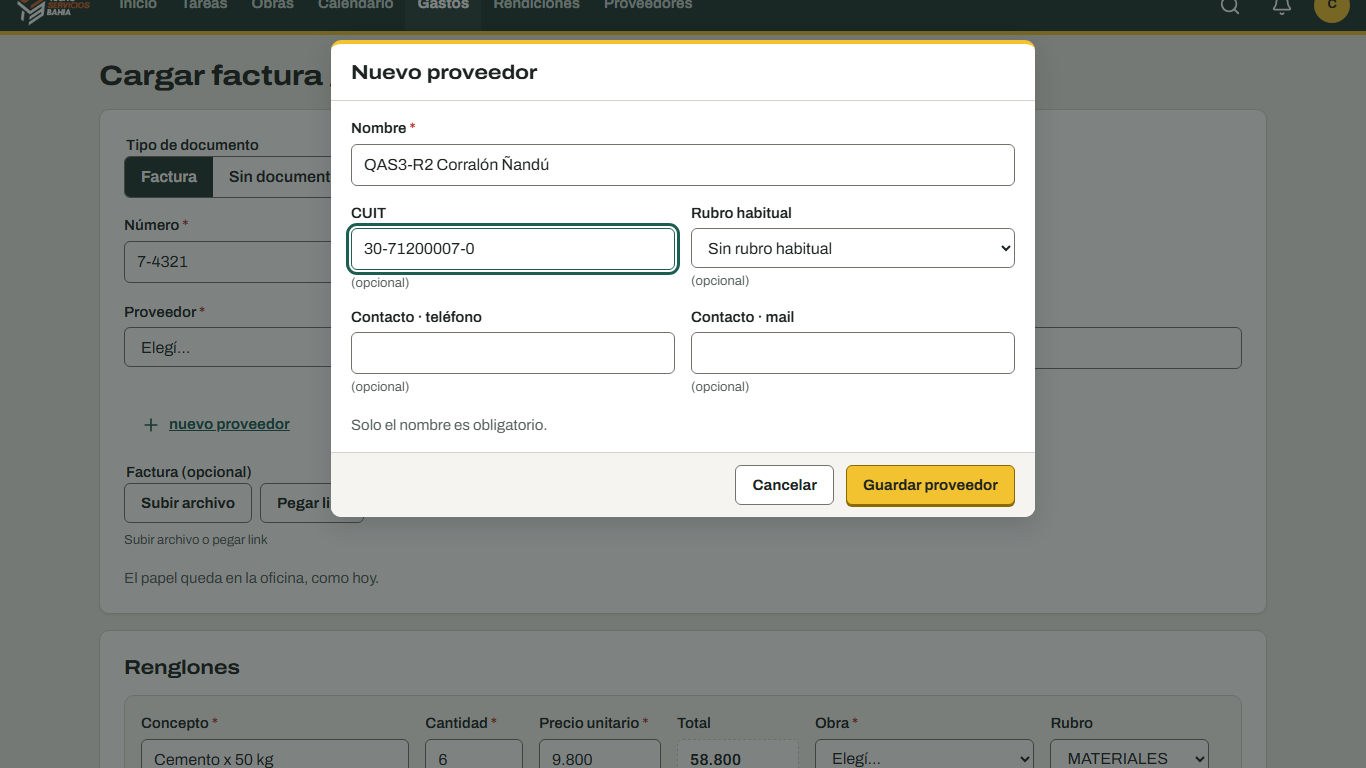 SERVICIOS
BAHIA
Inicio
Tareas
Obras
Calendario
Gastos
Rendiciones
Proveedores
C
Cargar factura
Nuevo proveedor
Nombre *
QAS3-R2 Corralón Ñandú
CUIT
Rubro habitual
30-71200007-0
Sin rubro habitual
(opcional)
(opcional)
Contacto · teléfono
Contacto · mail
(opcional)
(opcional)
Solo el nombre es obligatorio.
Cancelar
Guardar proveedor
Tipo de documento
Factura
Sin document
Número *
7-4321
Proveedor *
Elegí...
nuevo proveedor
Factura (opcional)
Subir archivo
Pegar li
Subir archivo o pegar link
El papel queda en la oficina, como hoy.
Renglones
Concepto *
Cantidad *
Precio unitario *
Total
Obra *
Rubro
Cemento x 50 kg
6
9.800
58.800
Elegí...
MATERIALES